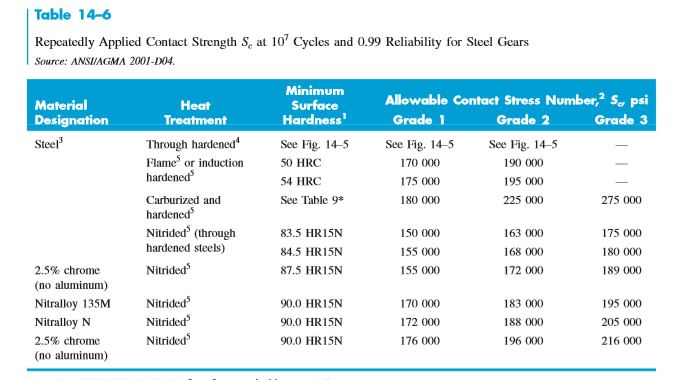 Table 14–6
Repeatedly Applied Contact Strength Sc at 10⁷ Cycles and 0.99 Reliability for Steel Gears
Source: ANSI/AGMA 2001-D04.
Minimum
Material Heat Surface Allowable Contact Stress Number,² Sc, psi
Designation Treatment Hardness¹ Grade 1 Grade 2 Grade 3
Steel³ Through hardened⁴ See Fig. 14–5 See Fig. 14–5 See Fig. 14–5 —
Flame⁵ or induction 50 HRC 170 000 190 000 —
hardened⁵ 54 HRC 175 000 195 000 —
Carburized and See Table 9* 180 000 225 000 275 000
hardened⁵
Nitrided⁵ (through 83.5 HR15N 150 000 163 000 175 000
hardened steels) 84.5 HR15N 155 000 168 000 180 000
2.5% chrome Nitrided⁵ 87.5 HR15N 155 000 172 000 189 000
(no aluminum)
Nitralloy 135M Nitrided⁵ 90.0 HR15N 170 000 183 000 195 000
Nitralloy N Nitrided⁵ 90.0 HR15N 172 000 188 000 205 000
2.5% chrome Nitrided⁵ 90.0 HR15N 176 000 196 000 216 000
(no aluminum)